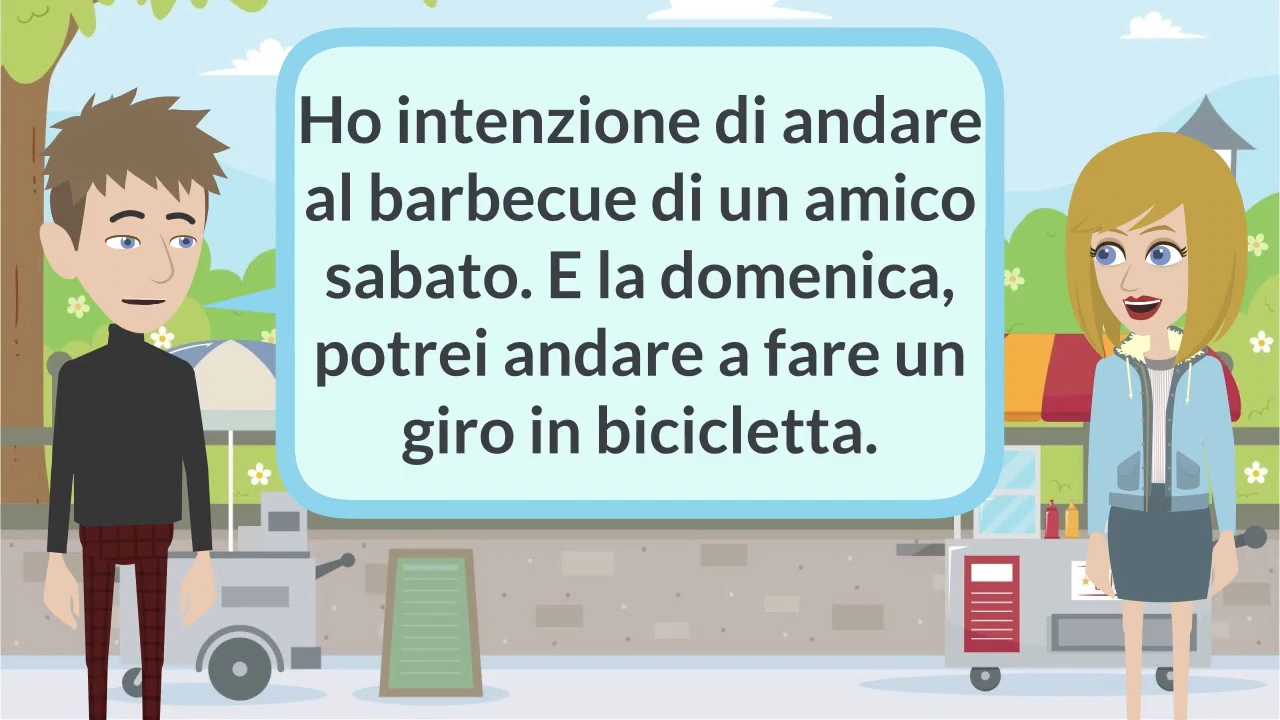 Ho intenzione di andare
al barbecue di un amico
sabato. E la domenica,
potrei andare a fare un
giro in bicicletta.